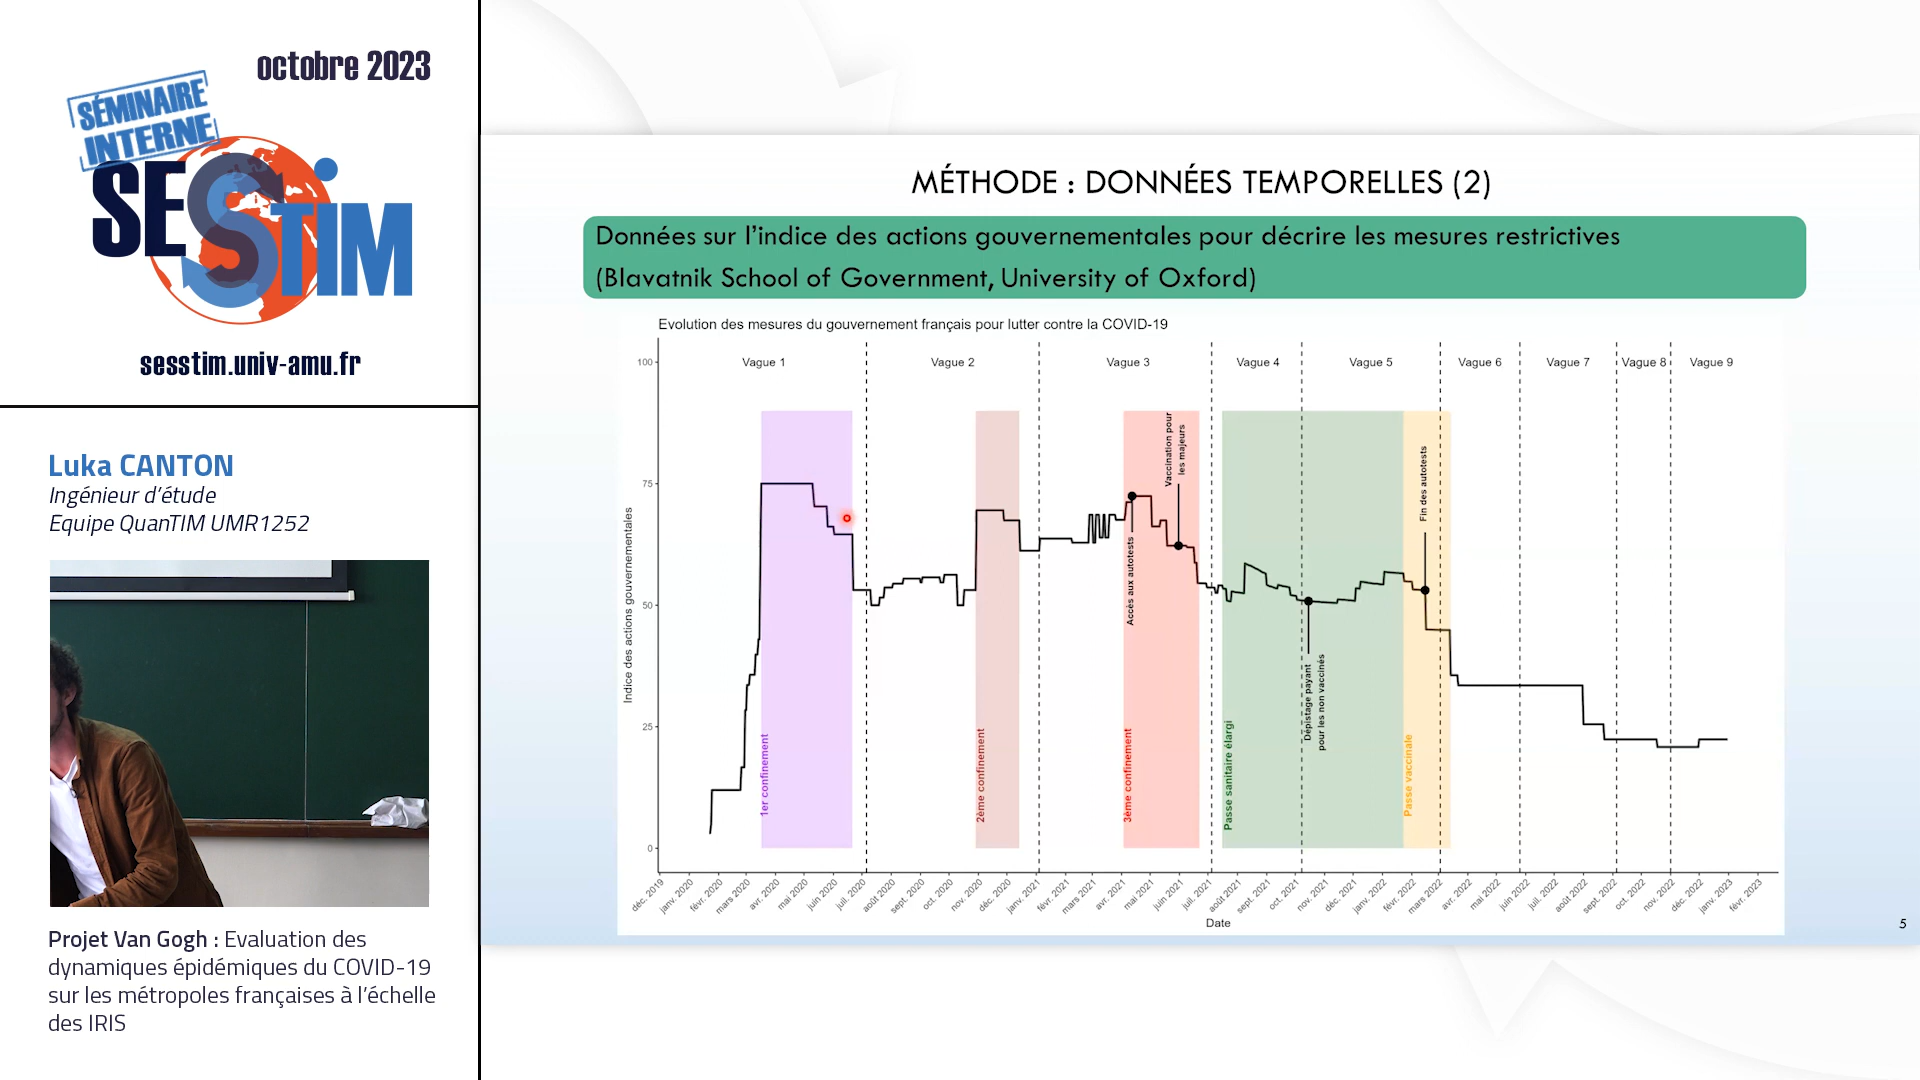 octobre 2023
SÉMINAIRE
INTERNE
SESSTIM
sesstim.univ-amu.fr
Luka CANTON
Ingénieur d'étude
Equipe QuanTIM UMR1252
Projet Van Gogh : Evaluation des
dynamiques épidémiques du COVID-19
sur les métropoles françaises à l'échelle
des IRIS
MÉTHODE : DONNÉES TEMPORELLES (2)
Données sur l'indice des actions gouvernementales pour décrire les mesures restrictives
(Blavatnik School of Government, University of Oxford)
Evolution des mesures du gouvernement français pour lutter contre la COVID-19
Vague 1
Vague 2
Vague 3
Vague 4
Vague 5
Vague 6
Vague 7
Vague 8
Vague 9
100
75
50
25
0
Indice des actions gouvernementales
1er confinement
2ème confinement
3ème confinement
Accès aux autotests
Vaccination pour
les majeurs
Passe sanitaire élargi
Dépistage payant
pour les non vaccinés
Passe vaccinale
Fin des autotests
déc. 2019
janv. 2020
févr. 2020
mars 2020
avr. 2020
mai 2020
juin 2020
juil. 2020
août 2020
sept. 2020
oct. 2020
nov. 2020
déc. 2020
janv. 2021
févr. 2021
mars 2021
avr. 2021
mai 2021
juin 2021
juil. 2021
août 2021
sept. 2021
oct. 2021
nov. 2021
déc. 2021
janv. 2022
févr. 2022
mars 2022
avr. 2022
mai 2022
juin 2022
juil. 2022
août 2022
sept. 2022
oct. 2022
nov. 2022
déc. 2022
janv. 2023
févr. 2023
Date
5